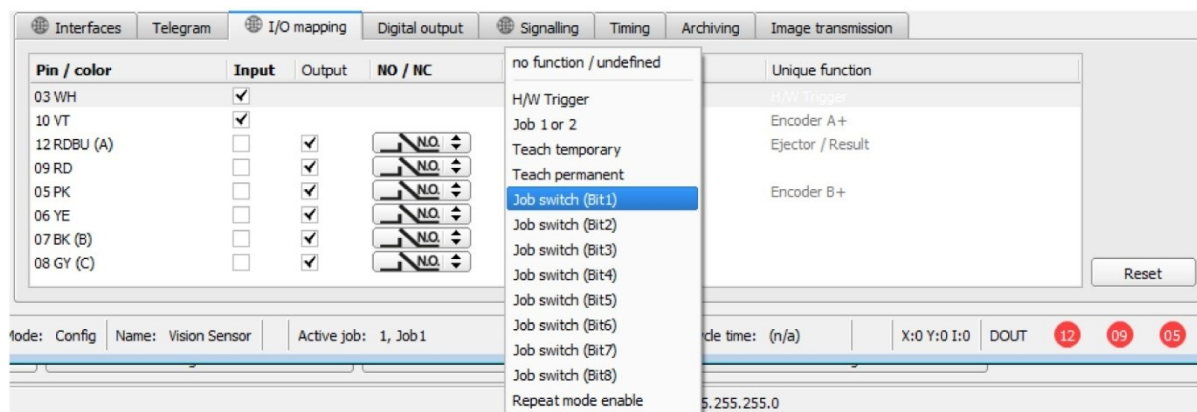 Interfaces Telegram I/O mapping Digital output Signalling Timing Archiving Image transmission
Pin / color Input Output NO / NC Unique function
03 WH H/W Trigger
10 VT Encoder A+
12 RDBU (A) N.O. Ejector / Result
09 RD N.O.
05 PK N.O. Encoder B+
06 YE N.O.
07 BK (B) N.O.
08 GY (C) N.O.
no function / undefined
H/W Trigger
Job 1 or 2
Teach temporary
Teach permanent
Job switch (Bit1)
Job switch (Bit2)
Job switch (Bit3)
Job switch (Bit4)
Job switch (Bit5)
Job switch (Bit6)
Job switch (Bit7)
Job switch (Bit8)
Repeat mode enable
Reset
Mode: Config Name: Vision Sensor Active job: 1, Job1 cle time: (n/a) X:0 Y:0 I:0 DOUT 12 09 05
5.255.255.0